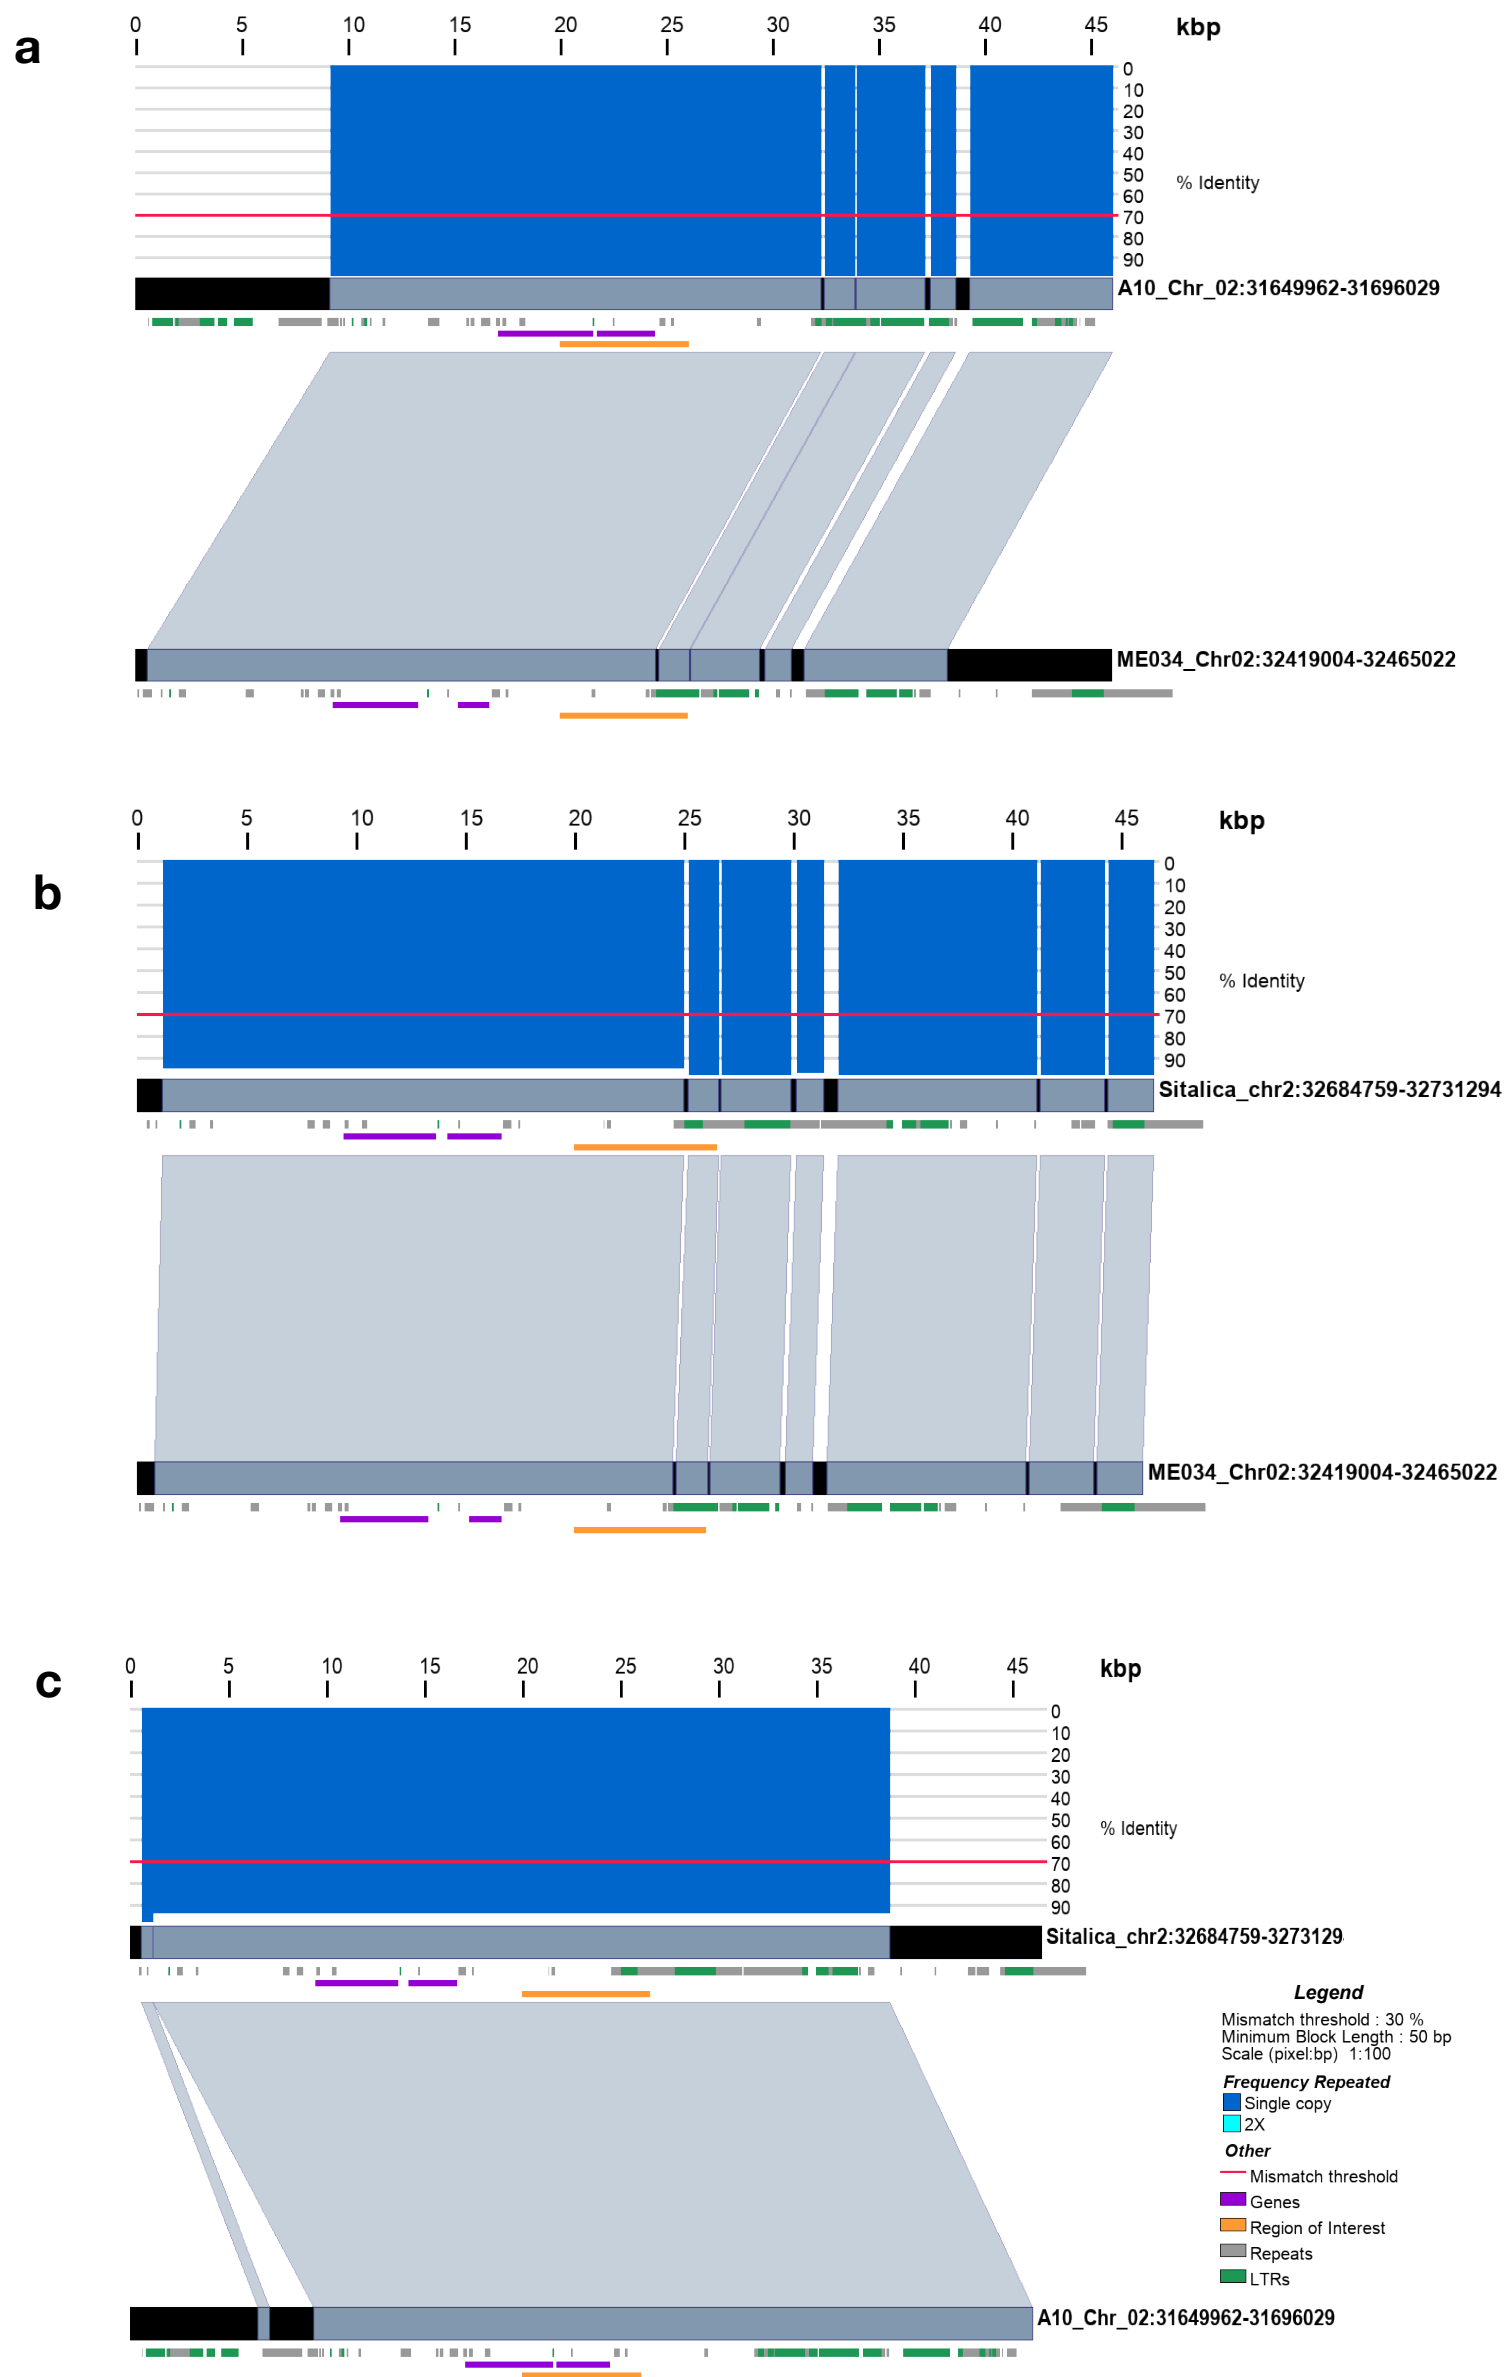 a
0 5 10 15 20 25 30 35 40 45 kbp
0
10
20
30
40
50
60
70
80
90
% Identity
A10_Chr_02:31649962-31696029
ME034_Chr02:32419004-32465022
b
0 5 10 15 20 25 30 35 40 45 kbp
0
10
20
30
40
50
60
70
80
90
% Identity
Sitalica_chr2:32684759-32731294
ME034_Chr02:32419004-32465022
c
0 5 10 15 20 25 30 35 40 45 kbp
0
10
20
30
40
50
60
70
80
90
% Identity
Sitalica_chr2:32684759-3273129
A10_Chr_02:31649962-31696029
Legend
Mismatch threshold : 30 %
Minimum Block Length : 50 bp
Scale (pixel:bp) 1:100
Frequency Repeated
Single copy
2X
Other
Mismatch threshold
Genes
Region of Interest
Repeats
LTRs